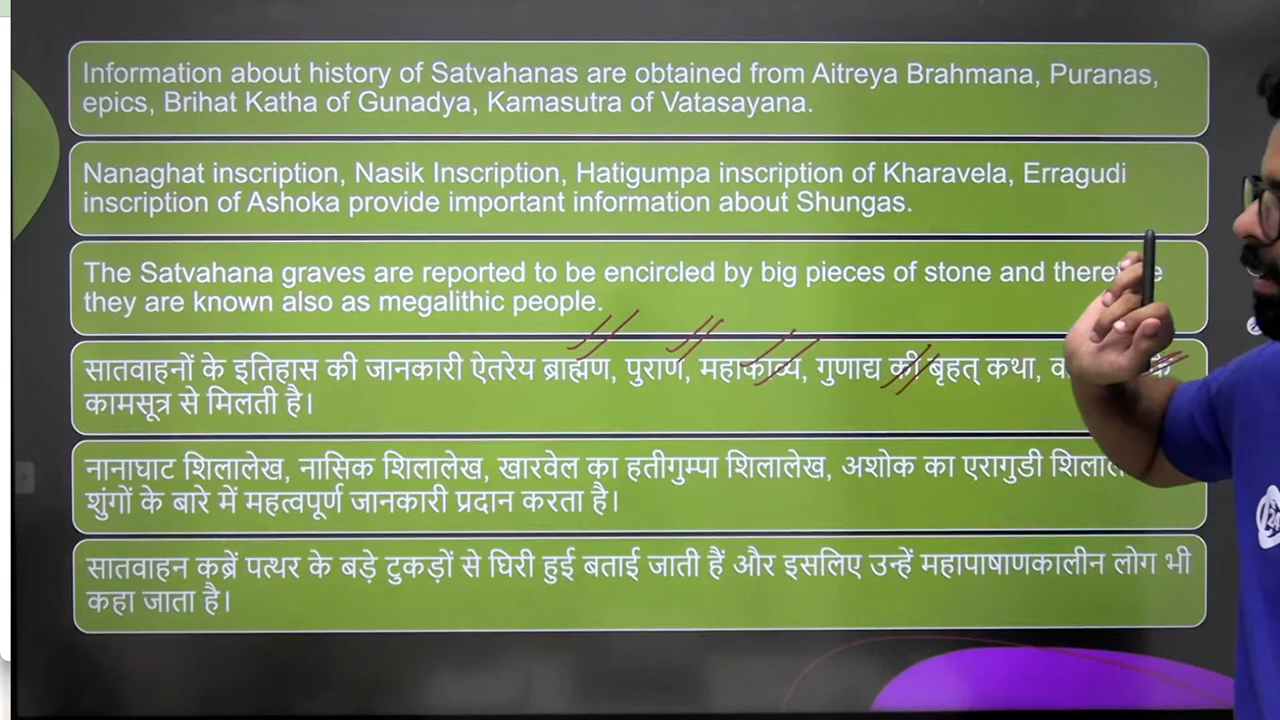 Information about history of Satvahanas are obtained from Aitreya Brahmana, Puranas,
epics, Brihat Katha of Gunadya, Kamasutra of Vatasayana.
Nanaghat inscription, Nasik Inscription, Hatigumpa inscription of Kharavela, Erragudi
inscription of Ashoka provide important information about Shungas.
The Satvahana graves are reported to be encircled by big pieces of stone and
they are known also as megalithic people.
सातवाहनों के इतिहास की जानकारी ऐतरेय ब्राह्मण, पुराण, महाकाव्य, गुणाद्य की बृहत् कथा,
कामसूत्र से मिलती है।
नानाघाट शिलालेख, नासिक शिलालेख, खारवेल का हतीगुम्पा शिलालेख, अशोक का एरागुडी
शुंगों के बारे में महत्वपूर्ण जानकारी प्रदान करता है।
सातवाहन कब्रें पत्थर के बड़े टुकड़ों से घिरी हुई बताई जाती हैं और इसलिए उन्हें महापाषाणकालीन लोग भी
कहा जाता है।